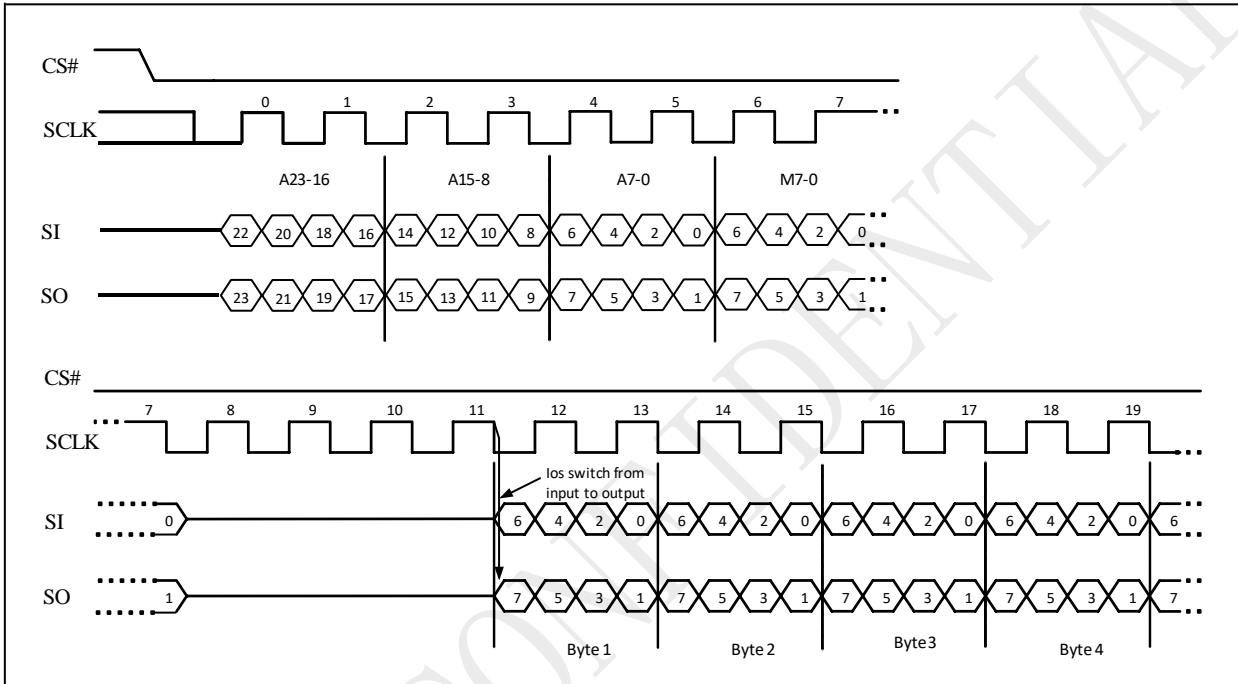 CS#
0 1 2 3 4 5 6 7
SCLK
A23-16 A15-8 A7-0 M7-0
SI 22 20 18 16 14 12 10 8 6 4 2 0 6 4 2 0
SO 23 21 19 17 15 13 11 9 7 5 3 1 7 5 3 1
CS#
7 8 9 10 11 12 13 14 15 16 17 18 19
SCLK
Ios switch from
input to output
SI 0 6 4 2 0 6 4 2 0 6 4 2 0 6 4 2 0 6
SO 1 7 5 3 1 7 5 3 1 7 5 3 1 7 5 3 1 7
Byte 1 Byte 2 Byte 3 Byte 4
CONFIDENTIAL